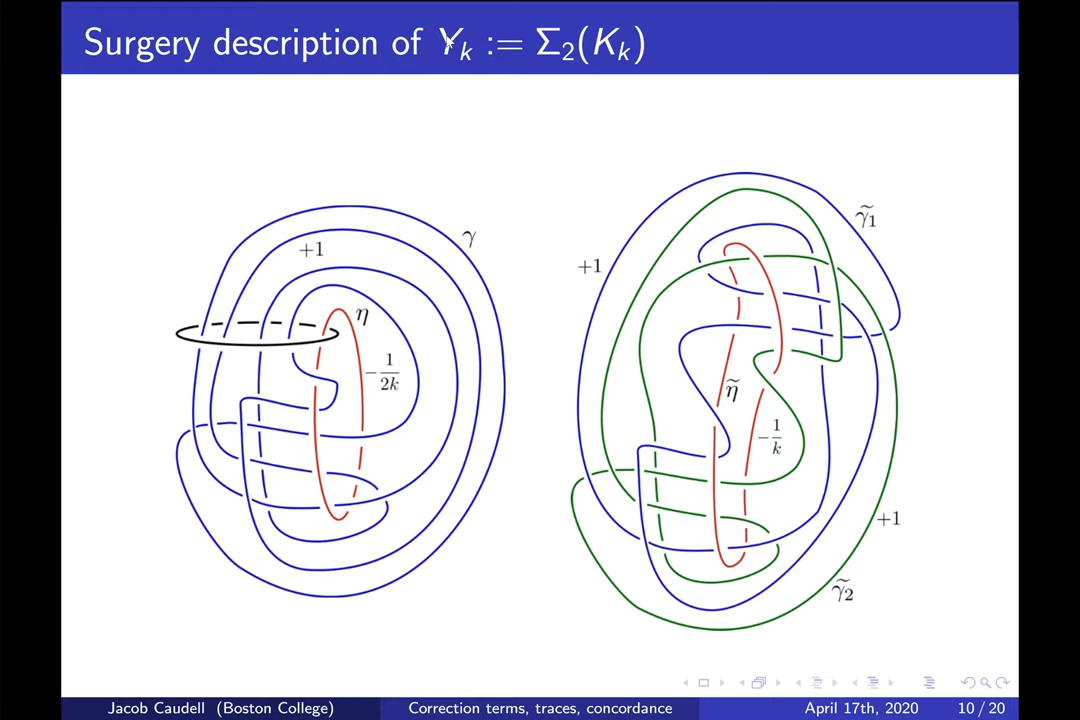 Surgery description of Yₖ := Σ₂(Kₖ)
γ
+1
η
−1/2k
γ̃₁
+1
η̃
−1/k
+1
γ̃₂
Jacob Caudell (Boston College)
Correction terms, traces, concordance
April 17th, 2020
10 / 20